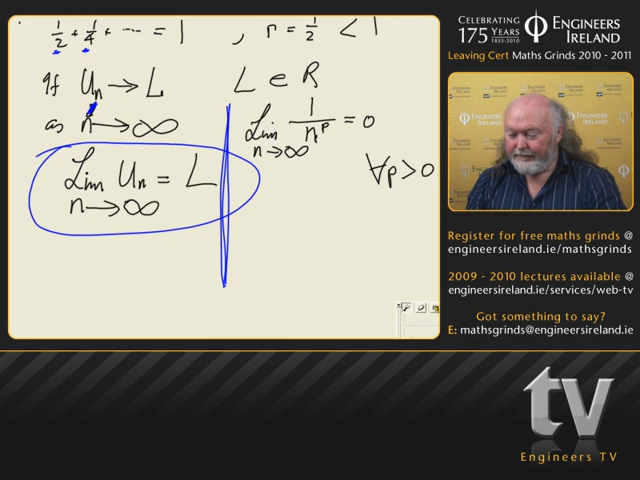 1/2 + 1/4 + ... = 1 , r = 1/2 < 1
If Uₙ → L L ∈ R
as n → ∞
Lim Uₙ = L
n → ∞
Lim 1/nᵖ = 0
n → ∞
∀p > 0
CELEBRATING
175 YEARS
1835-2010
ENGINEERS
IRELAND
Leaving Cert Maths Grinds 2010 - 2011
Register for free maths grinds @
engineersireland.ie/mathsgrinds
2009 - 2010 lectures available @
engineersireland.ie/services/web-tv
Got something to say?
E: mathsgrinds@engineersireland.ie
tv
Engineers TV